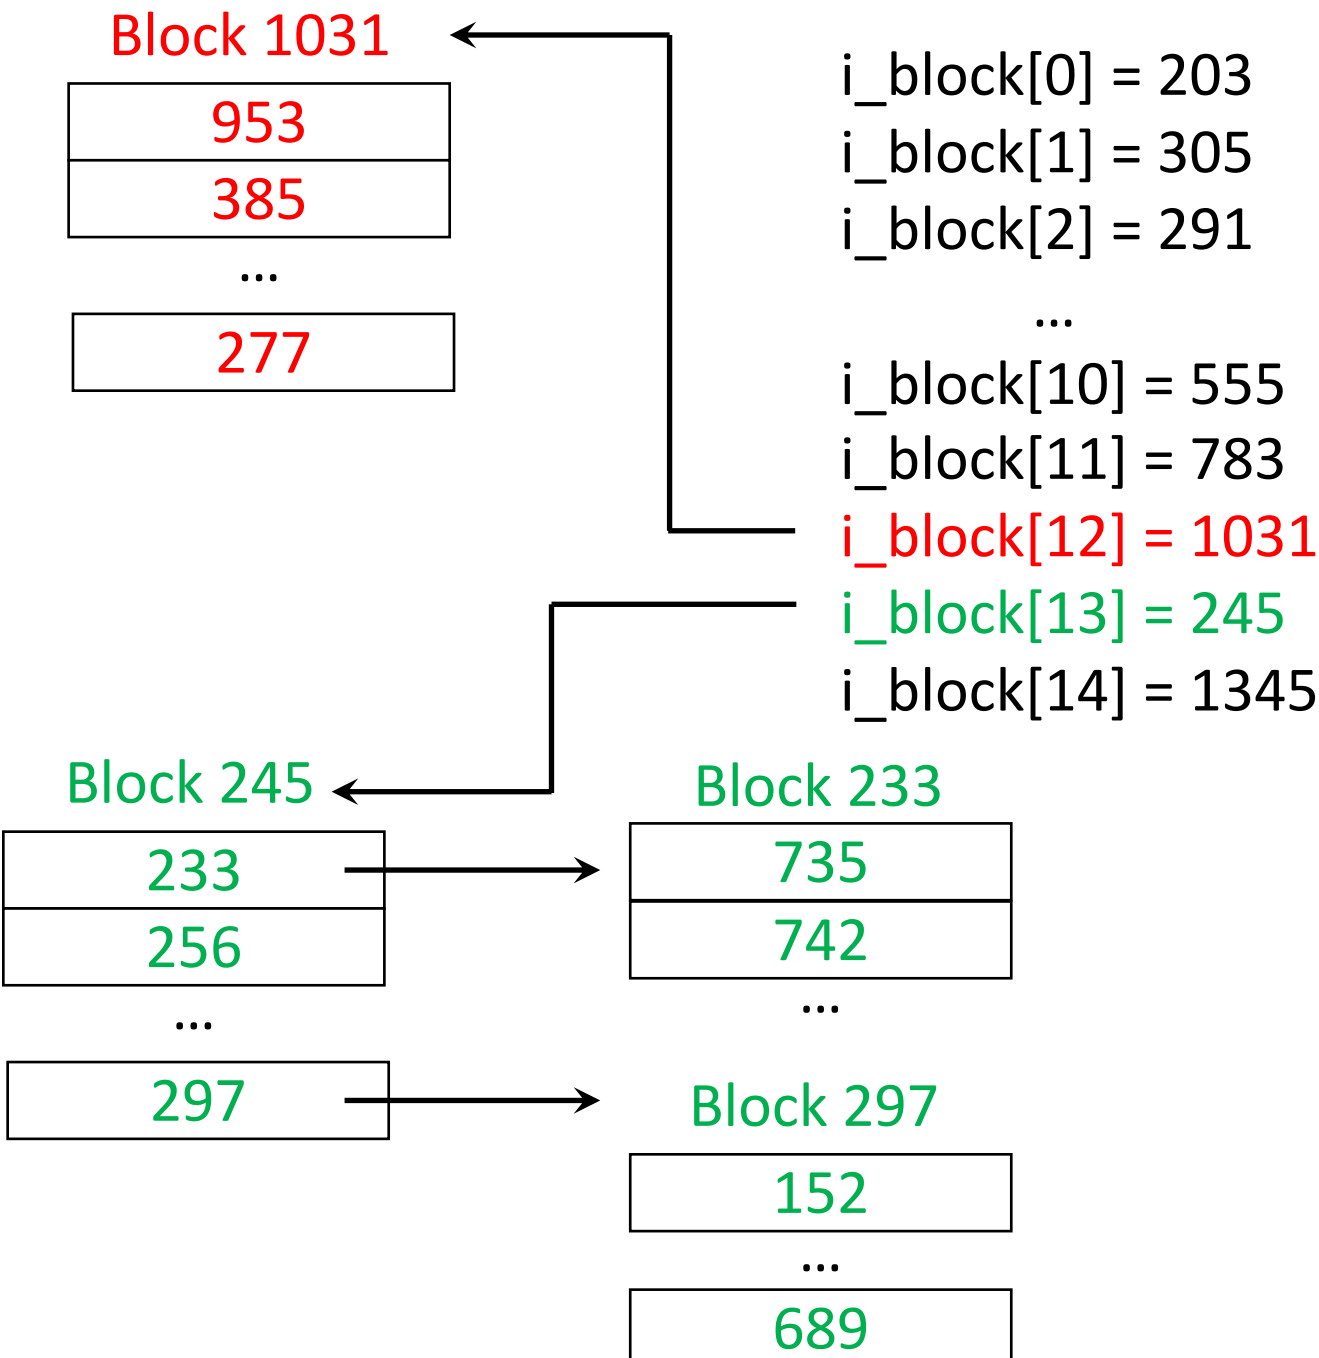 Block 1031
953
385
...
277
i_block[0] = 203
i_block[1] = 305
i_block[2] = 291
...
i_block[10] = 555
i_block[11] = 783
i_block[12] = 1031
i_block[13] = 245
i_block[14] = 1345
Block 245
233
256
...
297
Block 233
735
742
...
Block 297
152
...
689